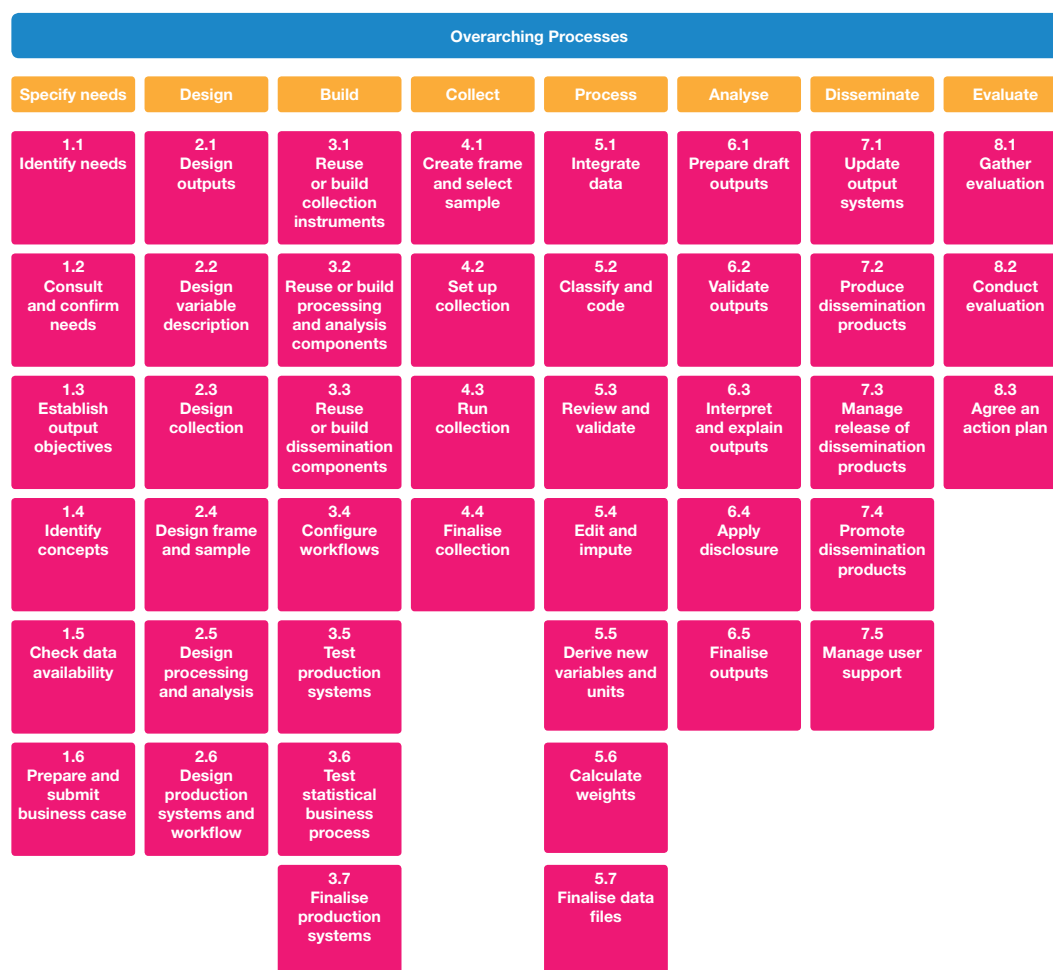 Overarching Processes
Specify needs
Design
Build
Collect
Process
Analyse
Disseminate
Evaluate
1.1
Identify needs
2.1
Design
outputs
3.1
Reuse
or build
collection
instruments
4.1
Create frame
and select
sample
5.1
Integrate
data
6.1
Prepare draft
outputs
7.1
Update
output
systems
8.1
Gather
evaluation
1.2
Consult
and confirm
needs
2.2
Design
variable
description
3.2
Reuse or build
processing
and analysis
components
4.2
Set up
collection
5.2
Classify and
code
6.2
Validate
outputs
7.2
Produce
dissemination
products
8.2
Conduct
evaluation
1.3
Establish
output
objectives
2.3
Design
collection
3.3
Reuse
or build
dissemination
components
4.3
Run
collection
5.3
Review and
validate
6.3
Interpret
and explain
outputs
7.3
Manage
release of
dissemination
products
8.3
Agree an
action plan
1.4
Identify
concepts
2.4
Design frame
and sample
3.4
Configure
workflows
4.4
Finalise
collection
5.4
Edit and
impute
6.4
Apply
disclosure
7.4
Promote
dissemination
products
1.5
Check data
availability
2.5
Design
processing
and analysis
3.5
Test
production
systems
5.5
Derive new
variables and
units
6.5
Finalise
outputs
7.5
Manage user
support
1.6
Prepare and
submit
business case
2.6
Design
production
systems and
workflow
3.6
Test
statistical
business
process
5.6
Calculate
weights
3.7
Finalise
production
systems
5.7
Finalise data
files